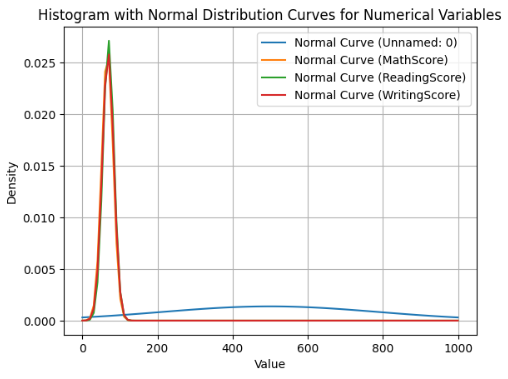 Histogram with Normal Distribution Curves for Numerical Variables
Normal Curve (Unnamed: 0)
Normal Curve (MathScore)
Normal Curve (ReadingScore)
Normal Curve (WritingScore)
0.025
0.020
0.015
0.010
0.005
0.000
Density
0 200 400 600 800 1000
Value